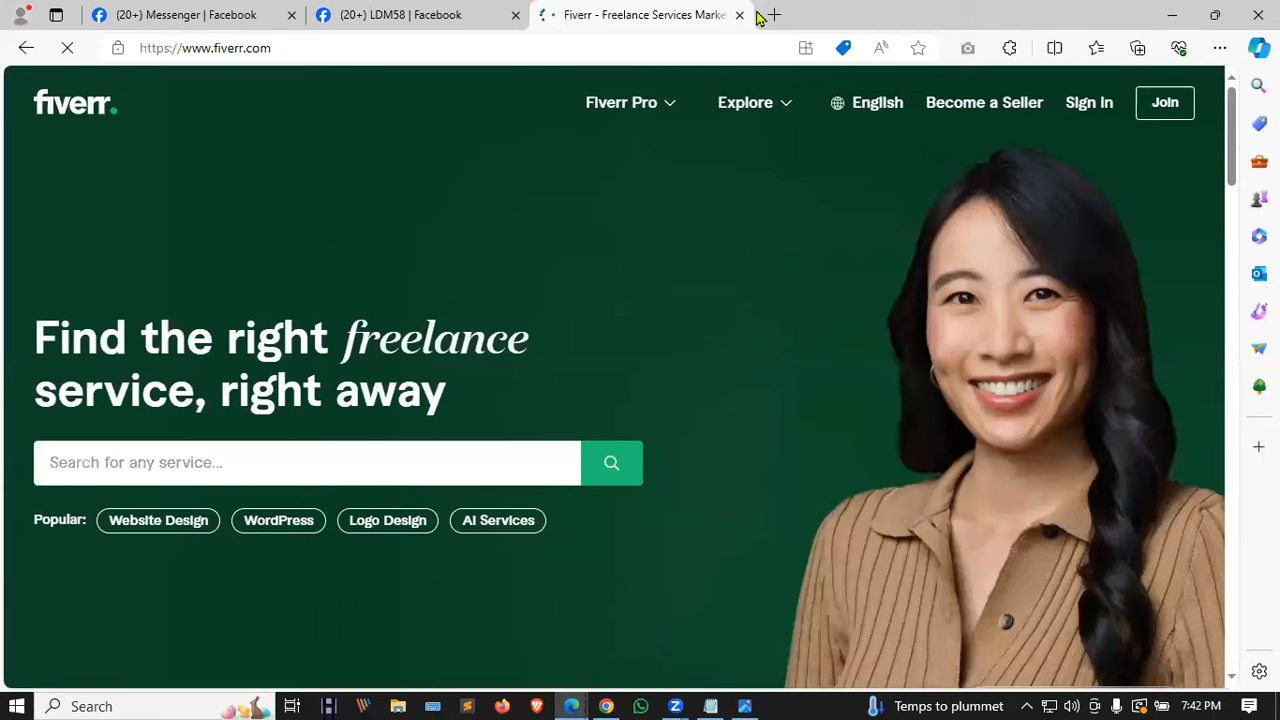 (20+) Messenger | Facebook
(20+) LDM58 | Facebook
Fiverr - Freelance Services Marke
https://www.fiverr.com
fiverr.
Fiverr Pro
Explore
English
Become a Seller
Sign In
Join
Find the right freelance
service, right away
Search for any service...
Popular:
Website Design
WordPress
Logo Design
AI Services
Search
Temps to plummet
7:42 PM